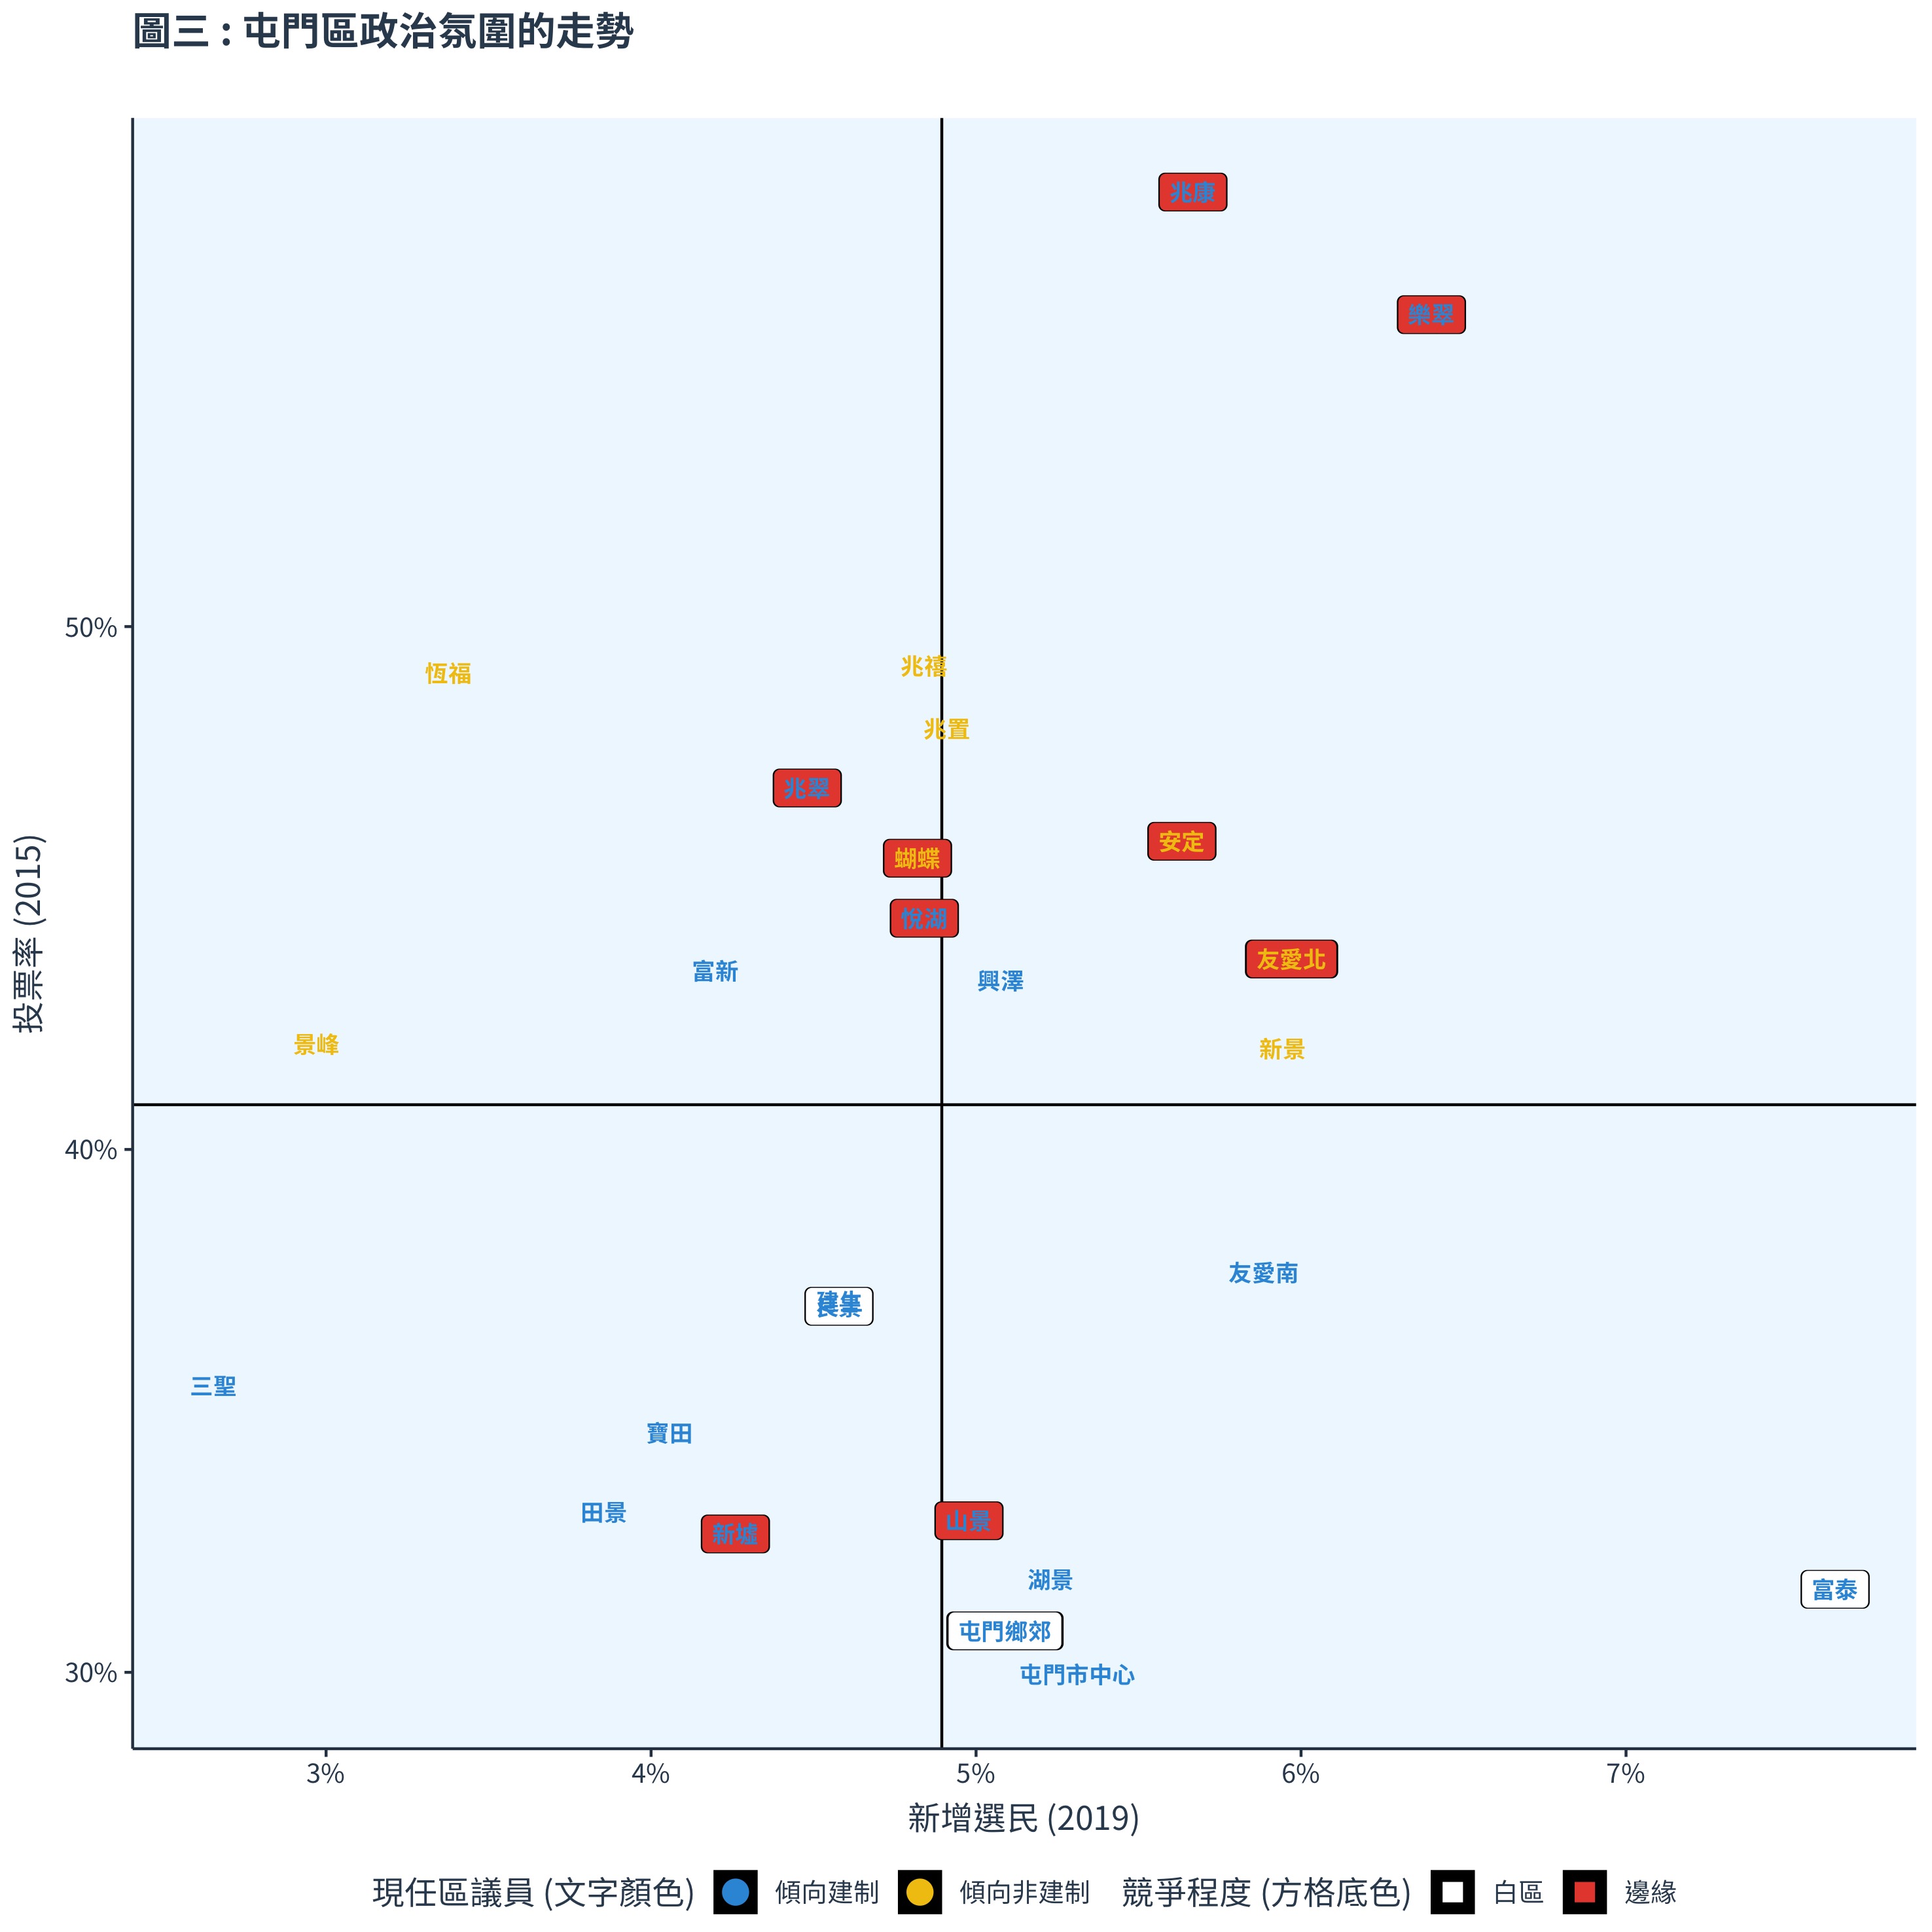 圖三 : 屯門區政治氛圍的走勢
兆康
樂翠
50%
恆福
兆禧
兆置
兆翠
安定
蝴蝶
悅湖
友愛北
富新
興澤
景峰
新景
投票率 (2015)
40%
友愛南
建生
良景
三聖
寶田
田景
新墟
山景
湖景
富泰
屯門鄉郊
屯門市中心
30%
3% 4% 5% 6% 7%
新增選民 (2019)
現任區議員 (文字顏色) 傾向建制 傾向非建制 競爭程度 (方格底色) 白區 邊緣